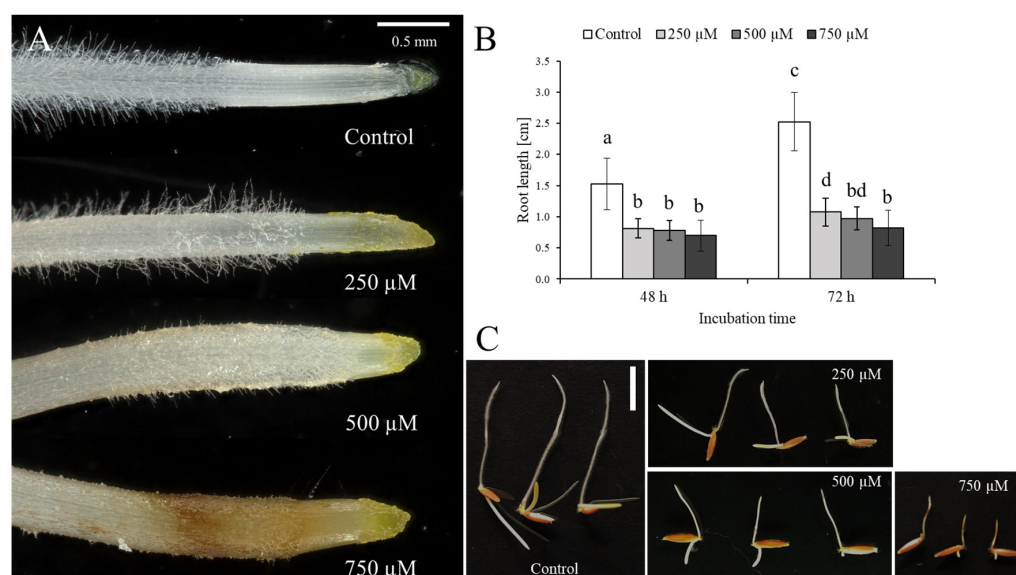 A
0.5 mm
Control
250 µM
500 µM
750 µM
B
Control 250 µM 500 µM 750 µM
3.5
3.0
2.5
2.0
1.5
1.0
0.5
0.0
Root length [cm]
a
b
b
b
c
d
bd
b
48 h
72 h
Incubation time
C
Control
250 µM
500 µM
750 µM